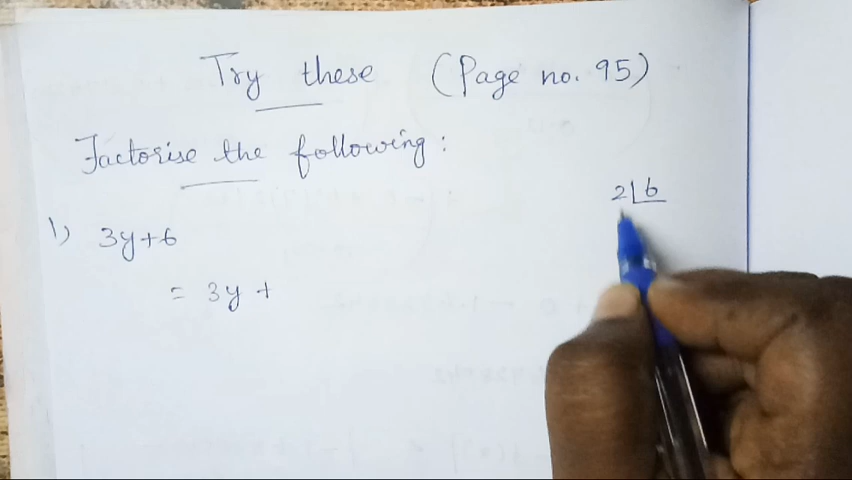 Try these (Page no. 95)
Factorise the following:
1) 3y+6
= 3y +
2 6